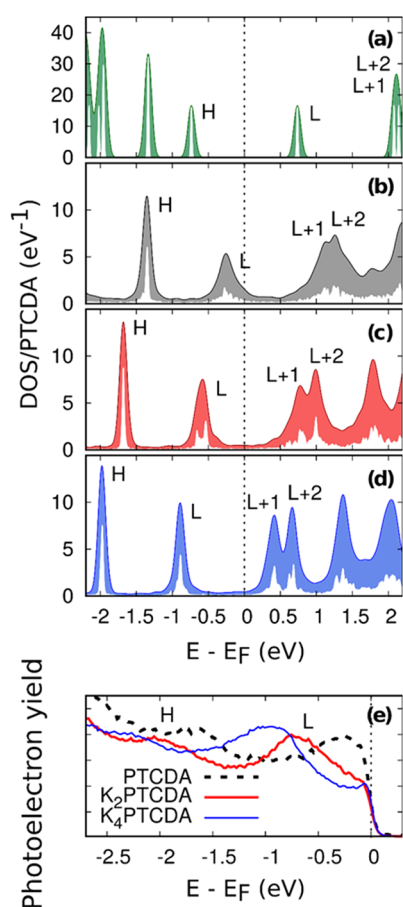 (a)
40
30
20
10
0
H
L
L+2
L+1
(b)
10
5
0
H
L
L+1
L+2
(c)
10
5
0
H
L
L+1
L+2
(d)
10
5
0
H
L
L+1
L+2
DOS/PTCDA (eV⁻¹)
-2 -1.5 -1 -0.5 0 0.5 1 1.5 2
E - E_F (eV)
(e)
H
L
PTCDA
K₂PTCDA
K₄PTCDA
Photoelectron yield
-2.5 -2 -1.5 -1 -0.5 0
E - E_F (eV)